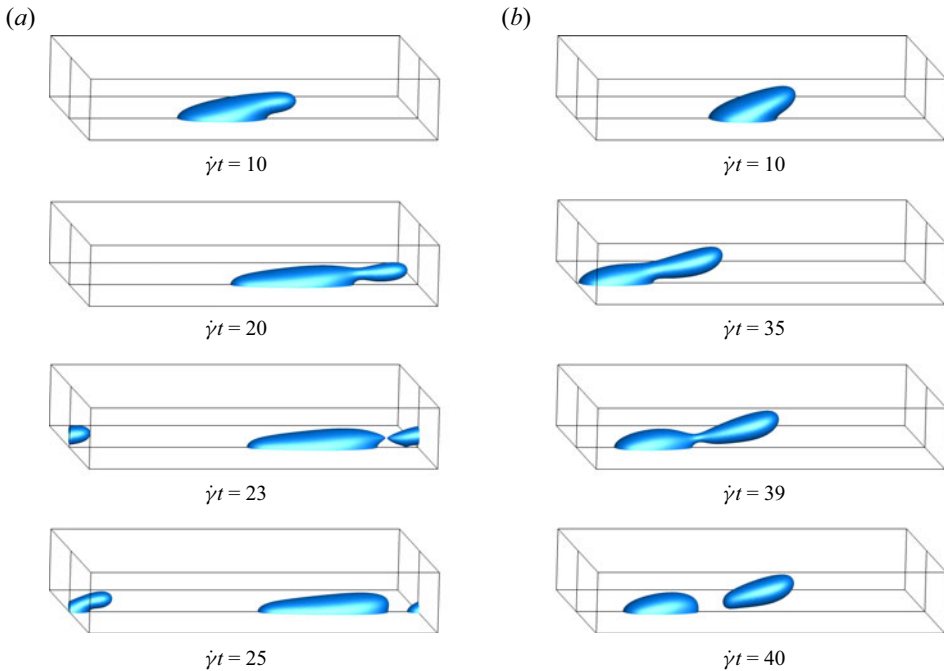 (a)
(b)
γ̇t = 10
γ̇t = 10
γ̇t = 20
γ̇t = 35
γ̇t = 23
γ̇t = 39
γ̇t = 25
γ̇t = 40